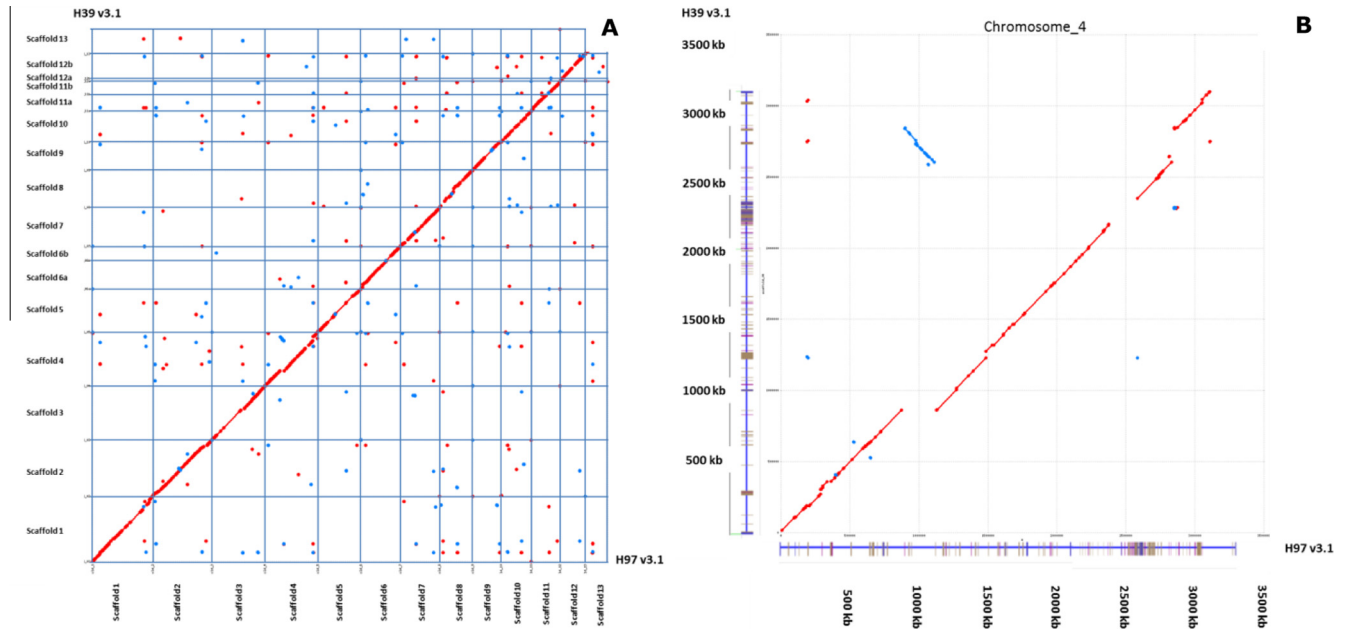 H39 v3.1
A
Scaffold 13
Scaffold 12b
Scaffold 12a
Scaffold 11b
Scaffold 11a
Scaffold 10
Scaffold 9
Scaffold 8
Scaffold 7
Scaffold 6b
Scaffold 6a
Scaffold 5
Scaffold 4
Scaffold 3
Scaffold 2
Scaffold 1
H97 v3.1
Scaffold1
Scaffold2
Scaffold3
Scaffold4
Scaffold5
Scaffold6
Scaffold7
Scaffold8
Scaffold9
Scaffold10
Scaffold11
Scaffold12
Scaffold13
H39 v3.1
Chromosome_4
B
3500 kb
3000 kb
2500 kb
2000 kb
1500 kb
1000 kb
500 kb
H97 v3.1
500 kb
1000 kb
1500 kb
2000 kb
2500 kb
3000 kb
3500 kb